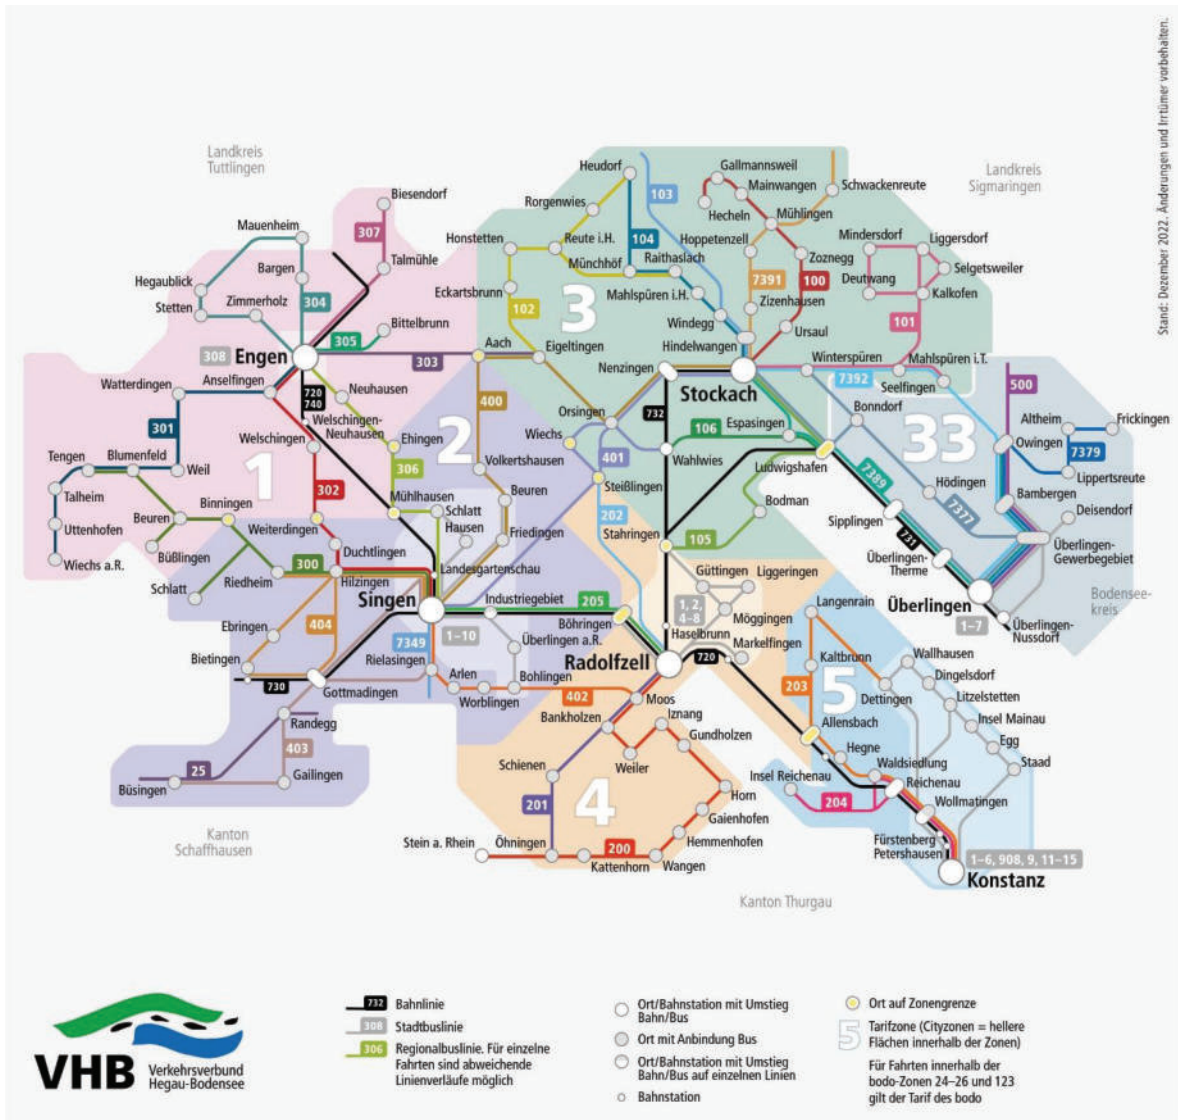 Stand: Dezember 2022. Änderungen und Irrtümer vorbehalten.
Landkreis
Tuttlingen
Landkreis
Sigmaringen
Biesendorf
307
Talmühle
Mauenheim
Bargen
Hegaublick
304
Stetten
Zimmerholz
Bittelbrunn
305
308
Engen
303
Heudorf
103
Rorgenwies
Honstetten
Reute i.H.
104
Münchhöf
Raithaslach
Eckartsbrunn
102
3
Mahlspüren i.H.
Windegg
Hindelwangen
Gallmannsweil
Mainwangen
Schwackenreute
Hecheln
Mühlingen
Hoppetenzell
Zoznegg
7391
100
Zizenhausen
Ursaul
Mindersdorf
Liggersdorf
Selgetsweiler
Deutwang
Kalkofen
101
Aach
Eigeltingen
Nenzingen
Stockach
Winterspüren
Mahlspüren i.T.
7392
Seelfingen
Watterdingen
Anselfingen
720
740
Neuhausen
Welschingen-
Neuhausen
301
Welschingen
Ehingen
2
400
Orsingen
732
Wiechs
106
Espasingen
401
Wahlwies
Ludwigshafen
Bonndorf
33
500
Altheim
Frickingen
Owingen
7379
Lippertsreute
Tengen
Blumenfeld
Weil
1
306
Volkertshausen
Steißlingen
Bodman
7389
Hödingen
Bambergen
Deisendorf
Talheim
302
Mühlhausen
Beuren
Binningen
Schlatt
Hausen
202
7377
Sipplingen
Uttenhofen
Beuren
Weiterdingen
Friedingen
Stahringen
731
Überlingen-
Gewerbegebiet
Büßlingen
Duchtlingen
105
Wiechs a.R.
300
Riedheim
Hilzingen
Landesgartenschau
Überlingen-
Therme
Schlatt
Singen
Industriegebiet
205
Güttingen
Liggeringen
Überlingen
Bodensee-
kreis
1–7
Überlingen-
Nussdorf
404
Ebringen
7349
1–10
Böhringen
1, 2,
4–8
Möggingen
Langenrain
Überlingen a.R.
Haselbrunn
Markelfingen
Bietingen
Rielasingen
Radolfzell
720
Kaltbrunn
Wallhausen
730
Gottmadingen
Arlen
Bohlingen
203
5
Dingelsdorf
Worblingen
402
Moos
Dettingen
Litzelstetten
Randegg
Bankholzen
Iznang
Allensbach
Insel Mainau
403
Gundholzen
Hegne
Egg
25
Gailingen
Schienen
Weiler
Waldsiedlung
Staad
Büsingen
Insel Reichenau
Reichenau
201
4
Horn
204
Wollmatingen
Gaienhofen
Kanton
Schaffhausen
Stein a. Rhein
Öhningen
200
Hemmenhofen
Fürstenberg
Petershausen
Kattenhorn
Wangen
1–6, 908, 9, 11–15
Konstanz
Kanton Thurgau
VHB
Verkehrsverbund
Hegau-Bodensee
732
Bahnlinie
308
Stadtbuslinie
306
Regionalbuslinie. Für einzelne
Fahrten sind abweichende
Linienverläufe möglich
Ort/Bahnstation mit Umstieg
Bahn/Bus
Ort mit Anbindung Bus
Ort/Bahnstation mit Umstieg
Bahn/Bus auf einzelnen Linien
Bahnstation
Ort auf Zonengrenze
5
Tarifzone (Cityzonen = hellere
Flächen innerhalb der Zonen)
Für Fahrten innerhalb der
bodo-Zonen 24–26 und 123
gilt der Tarif des bodo